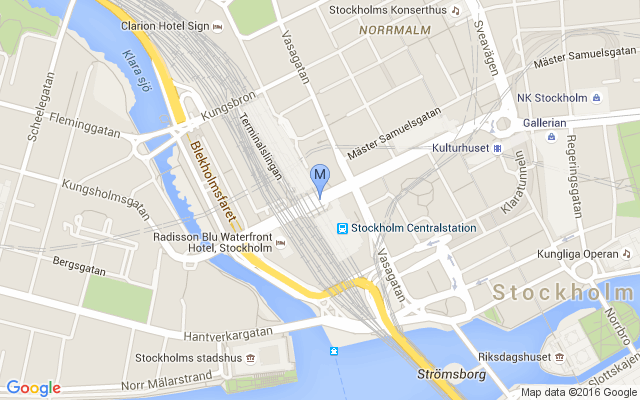 Stockholms Konserthus
Clarion Hotel Sign
NORRMALM
Sveavägen
Vasagatan
Klara sjö
Mäster Samuelsgatan
Scheelegatan
Kungsbron
NK Stockholm
Flemminggatan
Terminalslingan
Gallerian
Mäster Samuelsgatan
Kulturhuset
Blekholmsfaret
M
Regeringsgatan
Kungsholmsgatan
Klaratunneln
Stockholm Centralstation
Radisson Blu Waterfront
Hotel, Stockholm
Vasagatan
Kungliga Operan
Bergsgatan
Stockholm
Hantverkargatan
Norrbro
Stockholms stadshus
Riksdagshuset
Strömsborg
Slottskajen
Norr Mälarstrand
Google
Map data ©2016 Google